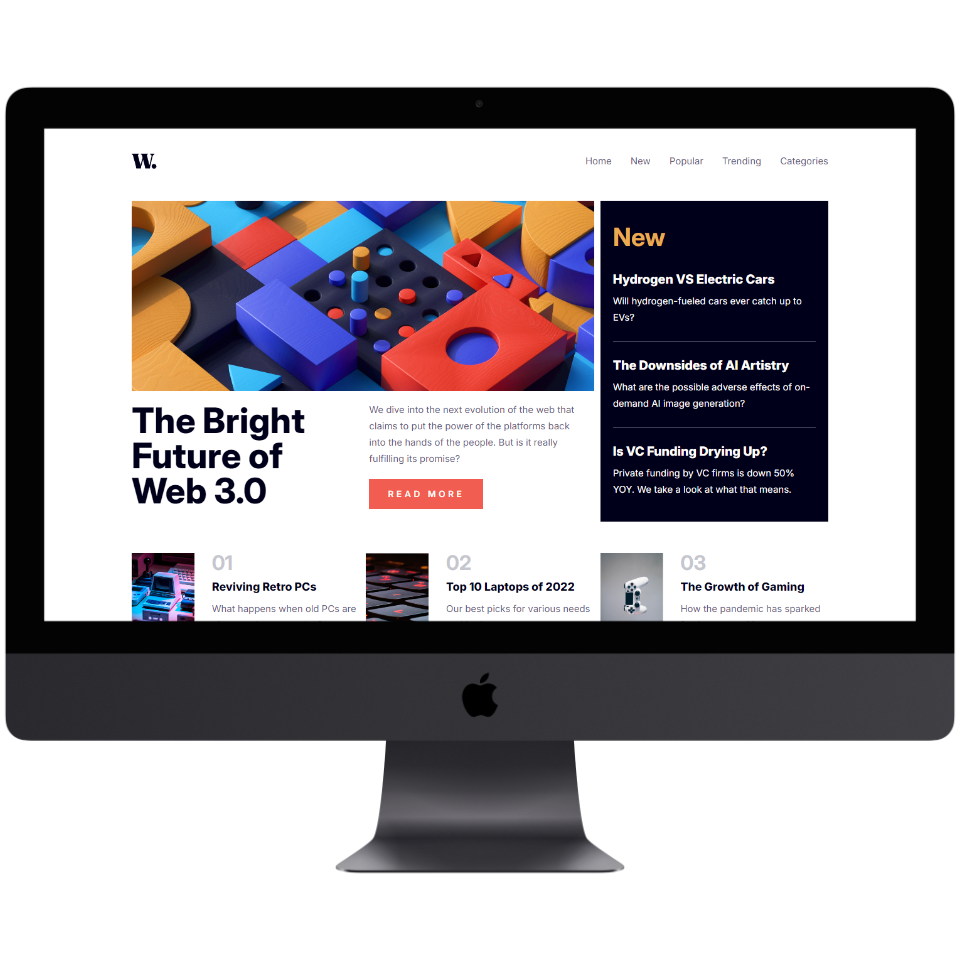 W.
Home New Popular Trending Categories
The Bright
Future of
Web 3.0
We dive into the next evolution of the web that
claims to put the power of the platforms back
into the hands of the people. But is it really
fulfilling its promise?
READ MORE
New
Hydrogen VS Electric Cars
Will hydrogen-fueled cars ever catch up to
EVs?
The Downsides of AI Artistry
What are the possible adverse effects of on-
demand AI image generation?
Is VC Funding Drying Up?
Private funding by VC firms is down 50%
YOY. We take a look at what that means.
01
Reviving Retro PCs
What happens when old PCs are
02
Top 10 Laptops of 2022
Our best picks for various needs
03
The Growth of Gaming
How the pandemic has sparked